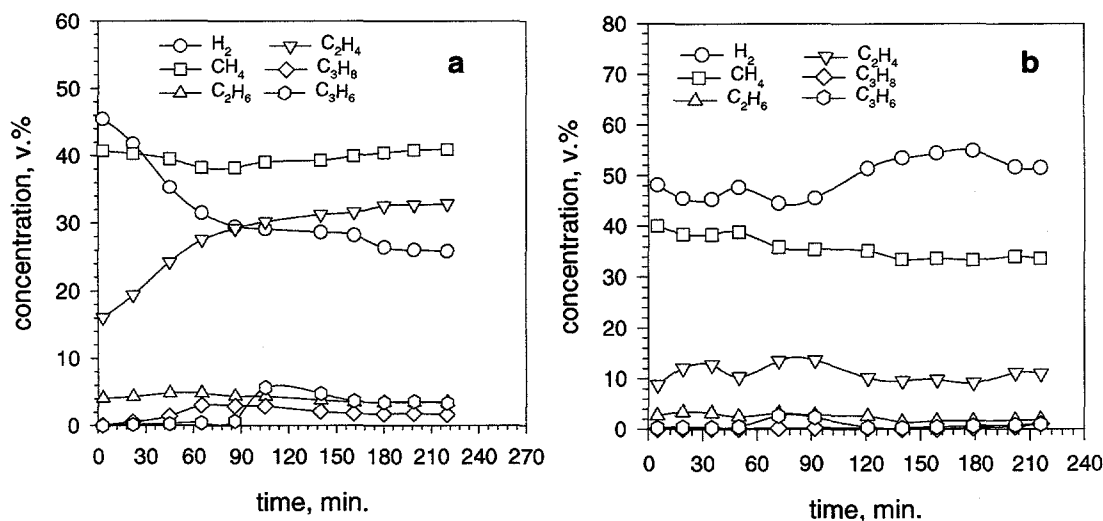 60
50
40
30
20
10
0
concentration, v.%
H₂ C₂H₄
CH₄ C₃H₈
C₂H₆ C₃H₆
a
0 30 60 90 120 150 180 210 240 270
time, min.
80
70
60
50
40
30
20
10
0
concentration, v.%
H₂ C₂H₄
CH₄ C₃H₈
C₂H₆ C₃H₆
b
0 30 60 90 120 150 180 210 240
time, min.